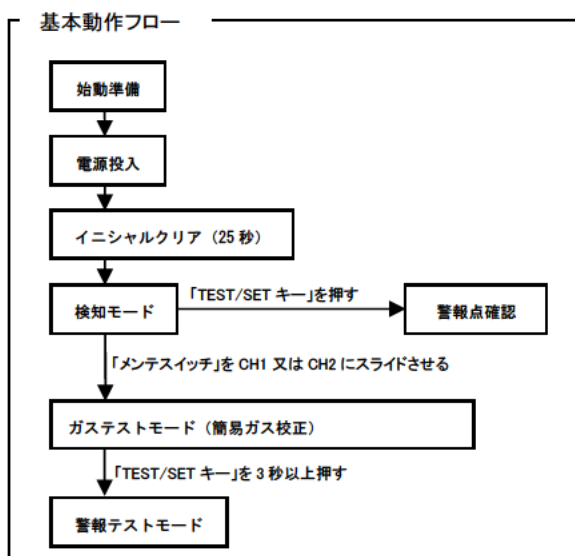 基本動作フロー
始動準備
電源投入
イニシャルクリア（25 秒）
検知モード
「TEST/SET キー」を押す
警報点確認
「メンテスイッチ」を CH1 又は CH2 にスライドさせる
ガステストモード（簡易ガス校正）
「TEST/SET キー」を 3 秒以上押す
警報テストモード